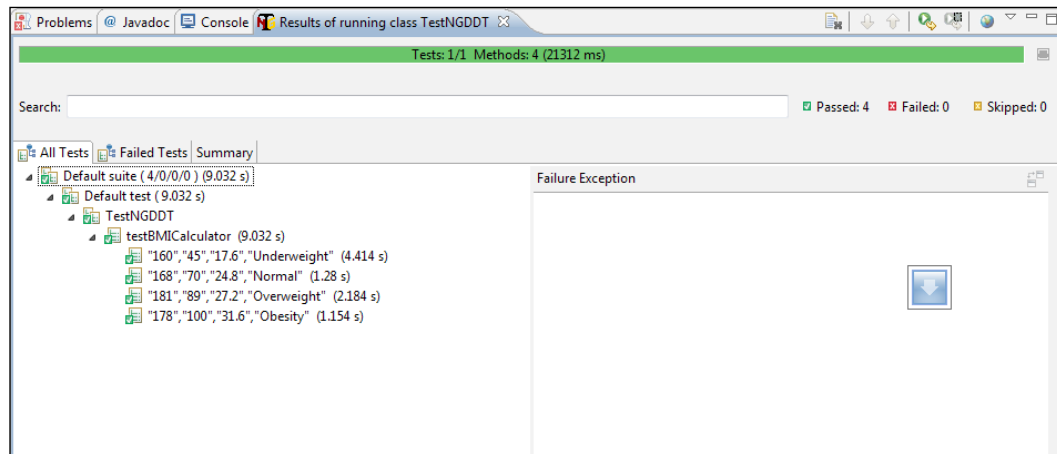 Problems @ Javadoc Console Results of running class TestNGDDT
Tests: 1/1 Methods: 4 (21312 ms)
Search: Passed: 4 Failed: 0 Skipped: 0
All Tests Failed Tests Summary
Default suite ( 4/0/0/0 ) (9.032 s) Failure Exception
Default test ( 9.032 s)
TestNGDDT
testBMICalculator (9.032 s)
"160","45","17.6","Underweight" (4.414 s)
"168","70","24.8","Normal" (1.28 s)
"181","89","27.2","Overweight" (2.184 s)
"178","100","31.6","Obesity" (1.154 s)